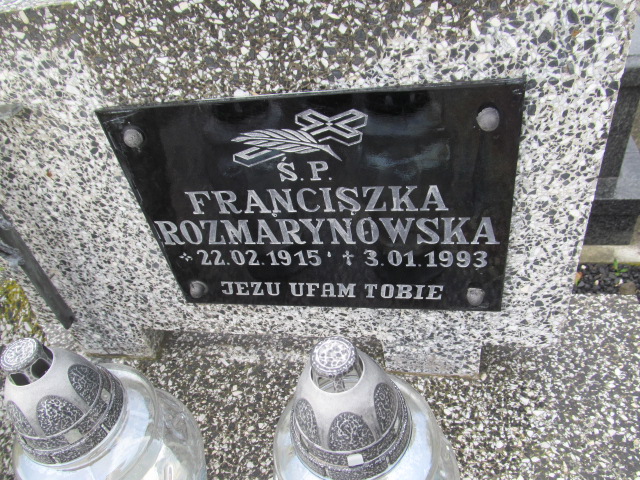 Ś.P.
FRANCISZKA
ROZMARYNOWSKA
* 22.02.1915 ✝ 3.01.1993
JEZU UFAM TOBIE